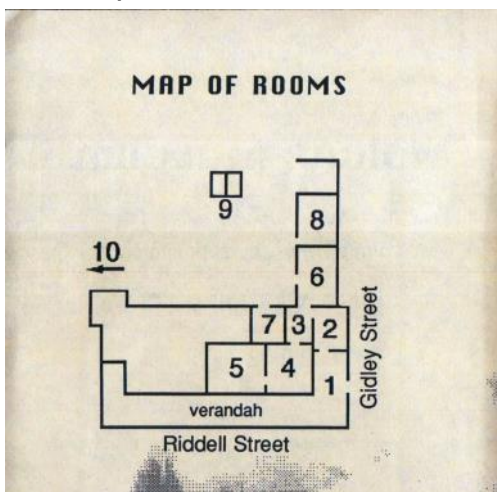 MAP OF ROOMS
9
8
10
6
7 3 2
5 4 1
Gidley Street
verandah
Riddell Street